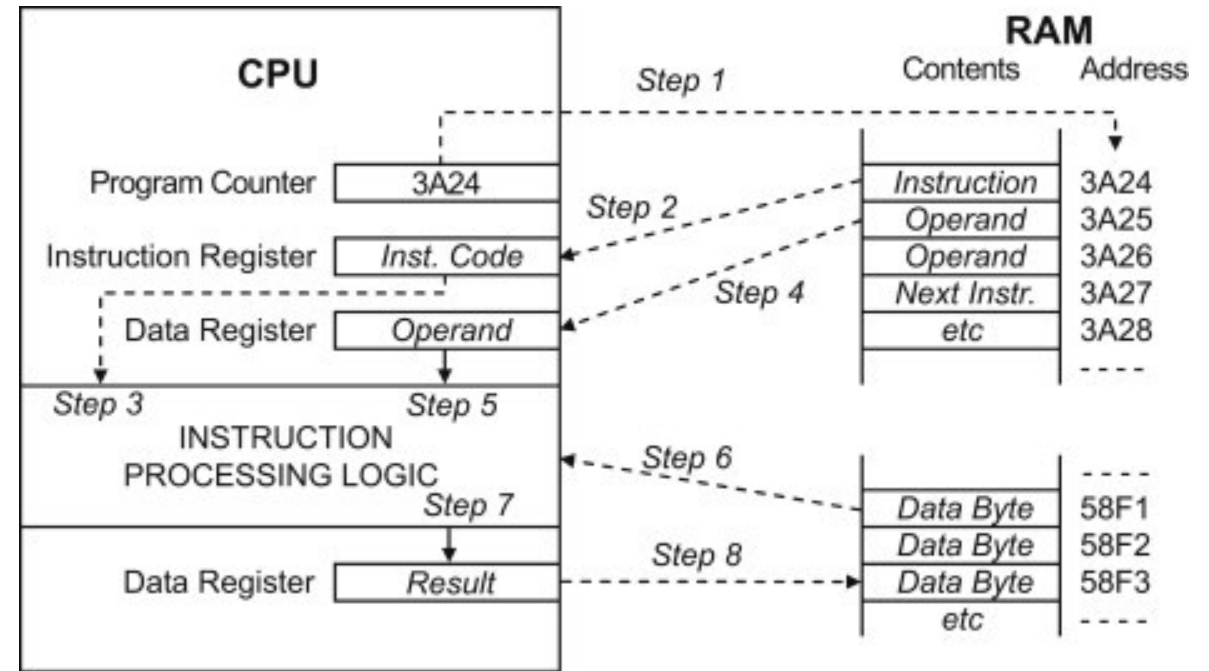 RAM
CPU
Step 1
Contents Address
Program Counter 3A24
Instruction 3A24
Step 2
Operand 3A25
Instruction Register Inst. Code
Operand 3A26
Step 4
Next Instr. 3A27
Data Register Operand
etc 3A28
-----
Step 3 Step 5
INSTRUCTION
PROCESSING LOGIC
Step 6
-----
Step 7
Data Byte 58F1
Data Byte 58F2
Step 8
Data Register Result
Data Byte 58F3
etc -----